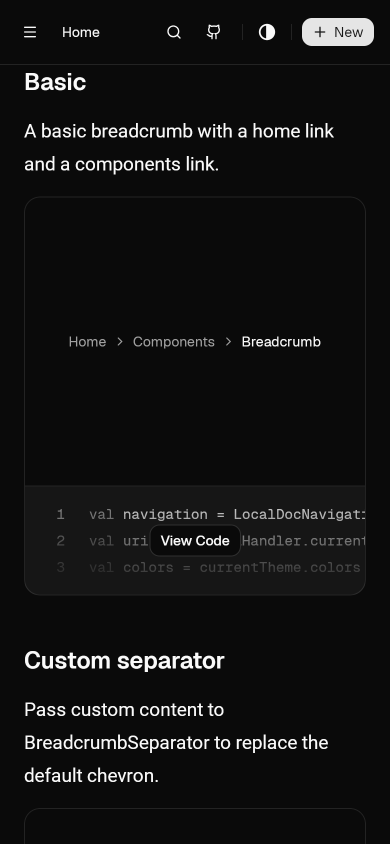 Home
New
Basic
A basic breadcrumb with a home link
and a components link.
Home Components Breadcrumb
1 val navigation = LocalDocNavigati
2 val uri Handler.current
View Code
3 val colors = currentTheme.colors
Custom separator
Pass custom content to
BreadcrumbSeparator to replace the
default chevron.